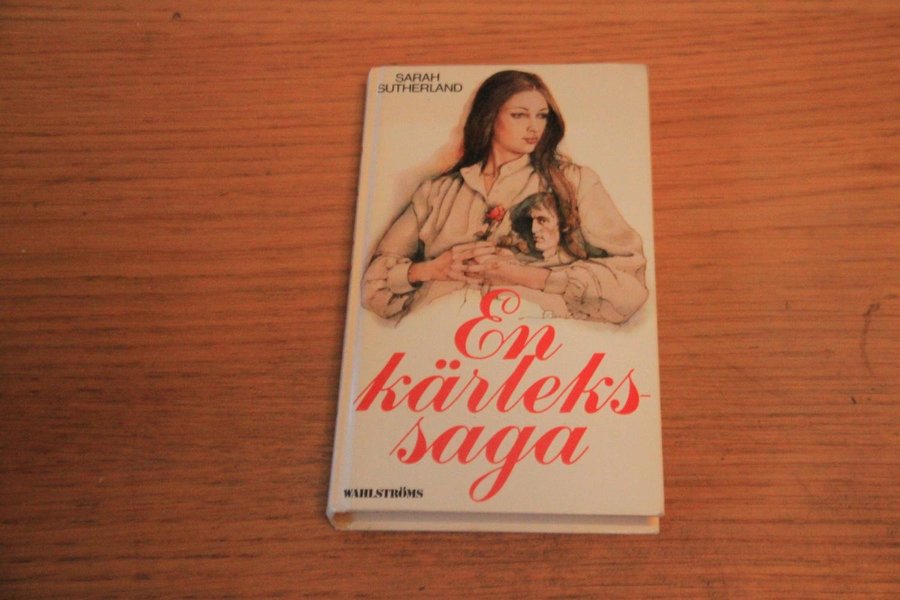 SARAH
SUTHERLAND
En
kärleks-
saga
WAHLSTRÖMS